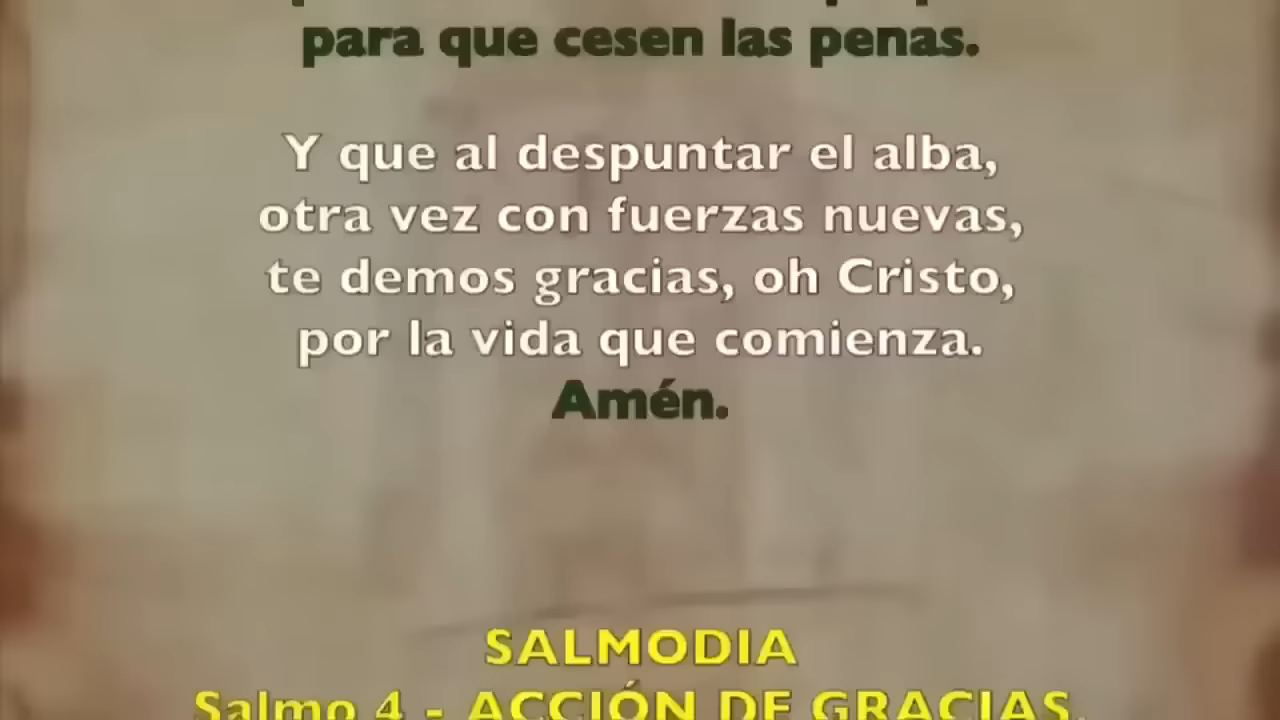 para que cesen las penas.
Y que al despuntar el alba,
otra vez con fuerzas nuevas,
te demos gracias, oh Cristo,
por la vida que comienza.
Amén.
SALMODIA
Salmo 4 - ACCIÓN DE GRACIAS.